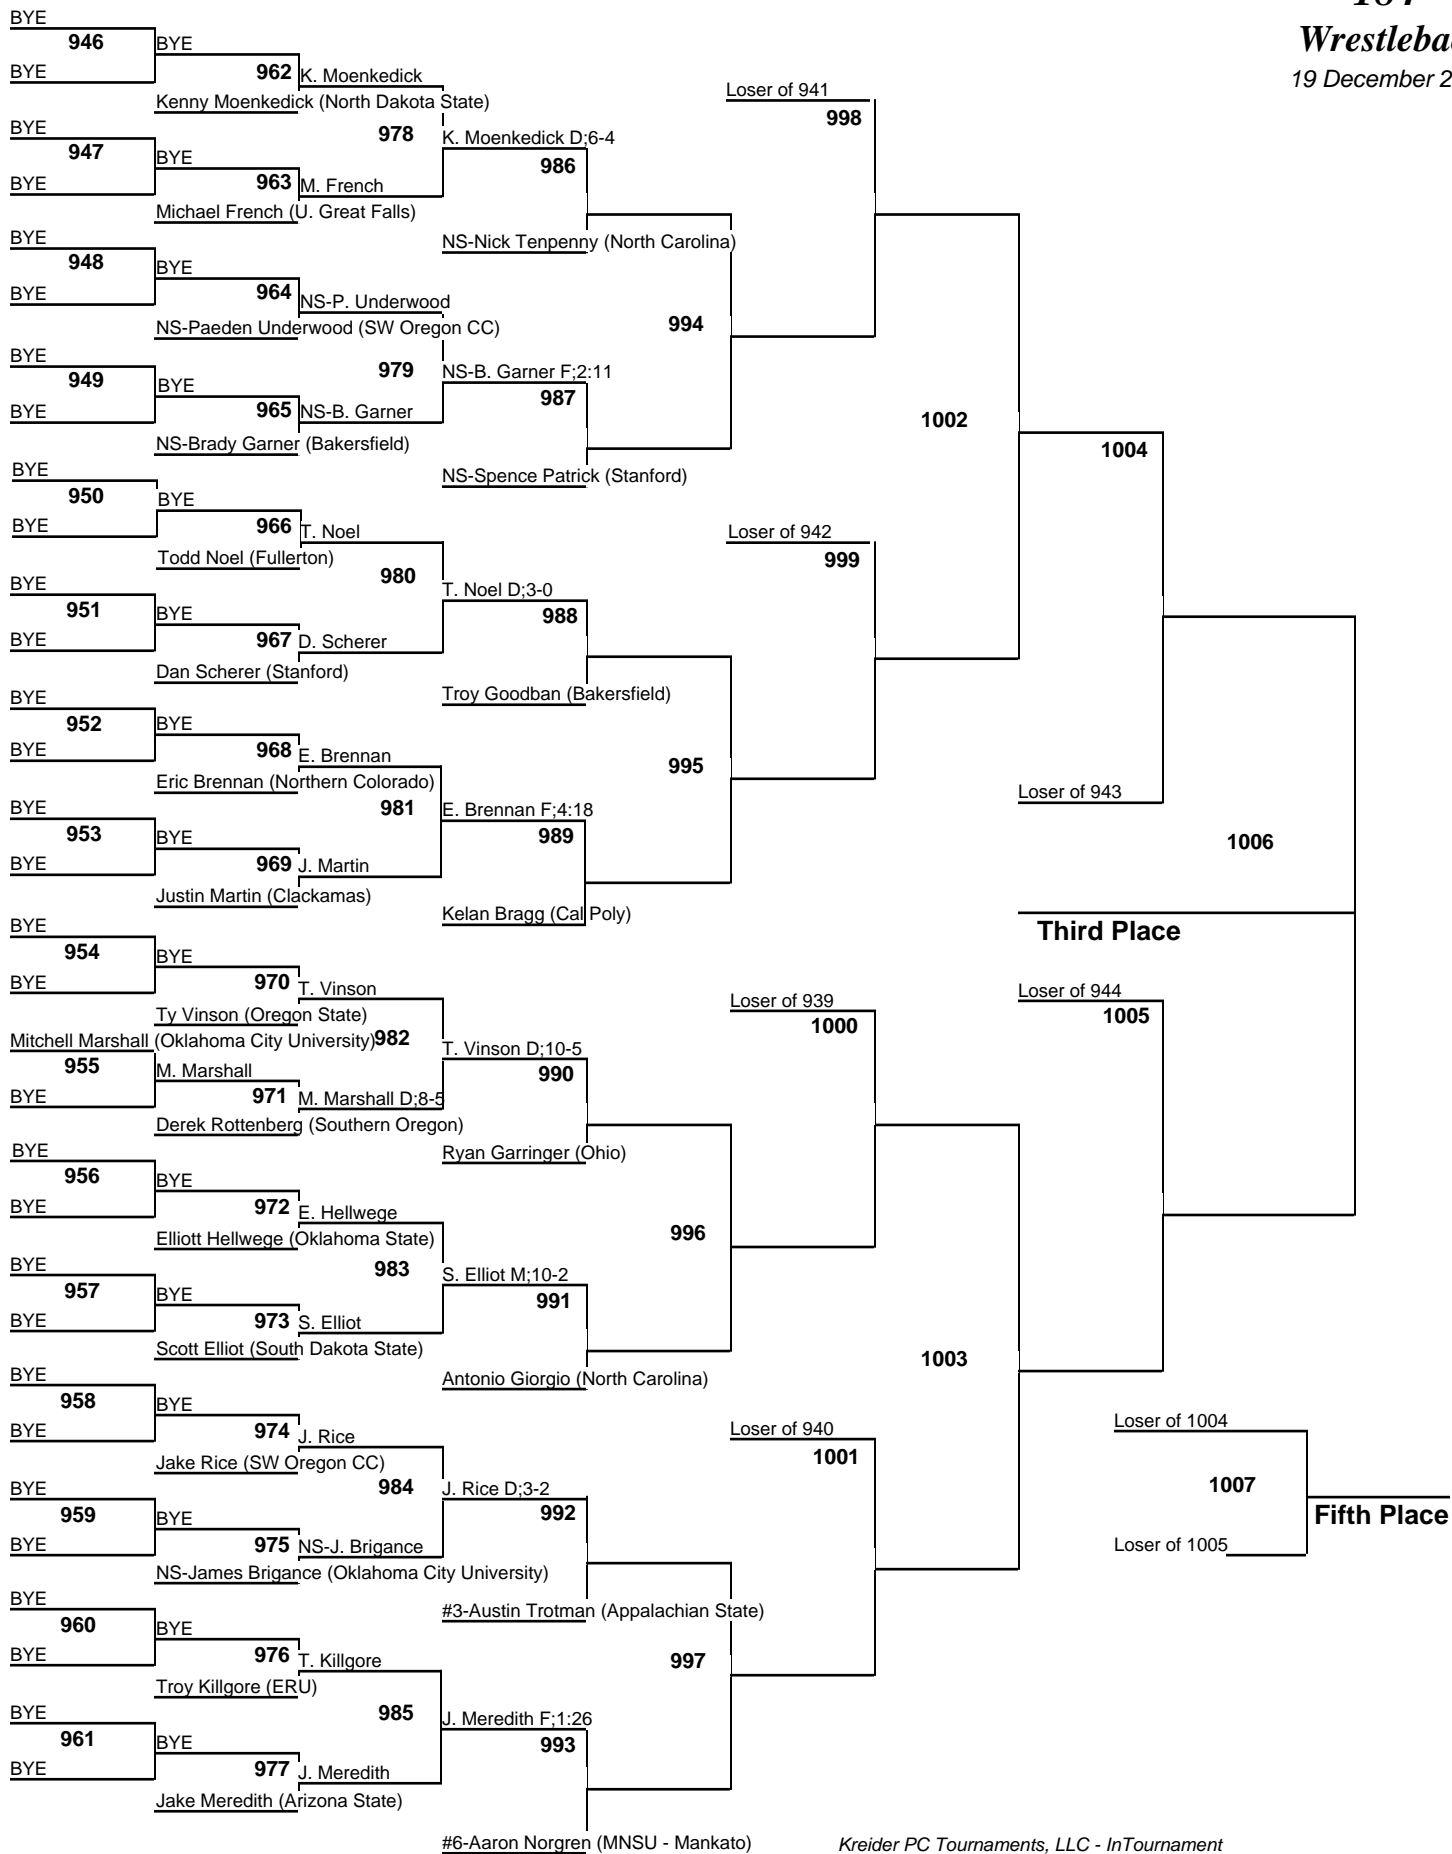 Wrestleba
19 December 2
BYE
946
BYE
BYE
962
K. Moenkedick
Kenny Moenkedick (North Dakota State)
978
K. Moenkedick D;6-4
986
BYE
947
BYE
BYE
963
M. French
Michael French (U. Great Falls)
NS-Nick Tenpenny (North Carolina)
BYE
948
BYE
BYE
964
NS-P. Underwood
NS-Paeden Underwood (SW Oregon CC)
979
NS-B. Garner F;2:11
987
994
BYE
949
BYE
BYE
965
NS-B. Garner
NS-Brady Garner (Bakersfield)
NS-Spence Patrick (Stanford)
Loser of 941
998
1002
1004
BYE
950
BYE
BYE
966
T. Noel
Todd Noel (Fullerton)
980
T. Noel D;3-0
988
BYE
951
BYE
BYE
967
D. Scherer
Dan Scherer (Stanford)
Troy Goodban (Bakersfield)
Loser of 942
999
995
BYE
952
BYE
BYE
968
E. Brennan
Eric Brennan (Northern Colorado)
981
E. Brennan F;4:18
989
BYE
953
BYE
BYE
969
J. Martin
Justin Martin (Clackamas)
Kelan Bragg (Cal Poly)
Loser of 943
1006
Third Place
BYE
954
BYE
BYE
970
T. Vinson
Ty Vinson (Oregon State)
982
T. Vinson D;10-5
990
Mitchell Marshall (Oklahoma City University)
955
BYE
M. Marshall
971
M. Marshall D;8-5
Derek Rottenberg (Southern Oregon)
Ryan Garringer (Ohio)
Loser of 939
1000
Loser of 944
1005
BYE
956
BYE
BYE
972
E. Hellwege
Elliott Hellwege (Oklahoma State)
983
S. Elliot M;10-2
991
996
BYE
957
BYE
BYE
973
S. Elliot
Scott Elliot (South Dakota State)
Antonio Giorgio (North Carolina)
1003
BYE
958
BYE
BYE
974
J. Rice
Jake Rice (SW Oregon CC)
984
J. Rice D;3-2
992
BYE
959
BYE
BYE
975
NS-J. Brigance
NS-James Brigance (Oklahoma City University)
#3-Austin Trotman (Appalachian State)
Loser of 940
1001
Loser of 1004
1007
Fifth Place
Loser of 1005
BYE
960
BYE
BYE
976
T. Killgore
Troy Killgore (ERU)
985
J. Meredith F;1:26
993
997
BYE
961
BYE
BYE
977
J. Meredith
Jake Meredith (Arizona State)
#6-Aaron Norgren (MNSU - Mankato)
Kreider PC Tournaments, LLC - InTournament